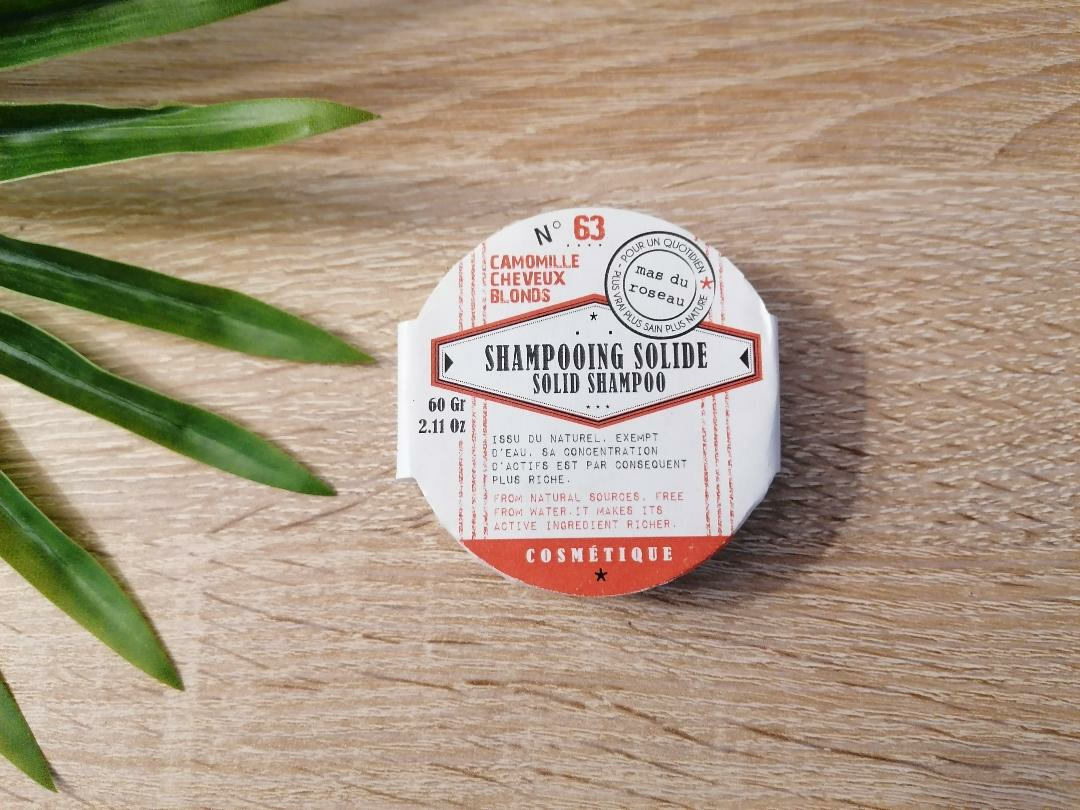 N° 63
CAMOMILLE
CHEVEUX
BLONDS
POUR UN QUOTIDIEN
mas du
roseau
- PLUS VRAI PLUS SAIN PLUS NATURE
SHAMPOOING SOLIDE
SOLID SHAMPOO
60 Gr
2.11 Oz
ISSU DU NATUREL. EXEMPT
D'EAU. SA CONCENTRATION
D'ACTIFS EST PAR CONSEQUENT
PLUS RICHE.
FROM NATURAL SOURCES. FREE
FROM WATER.IT MAKES ITS
ACTIVE INGREDIENT RICHER.
COSMÉTIQUE